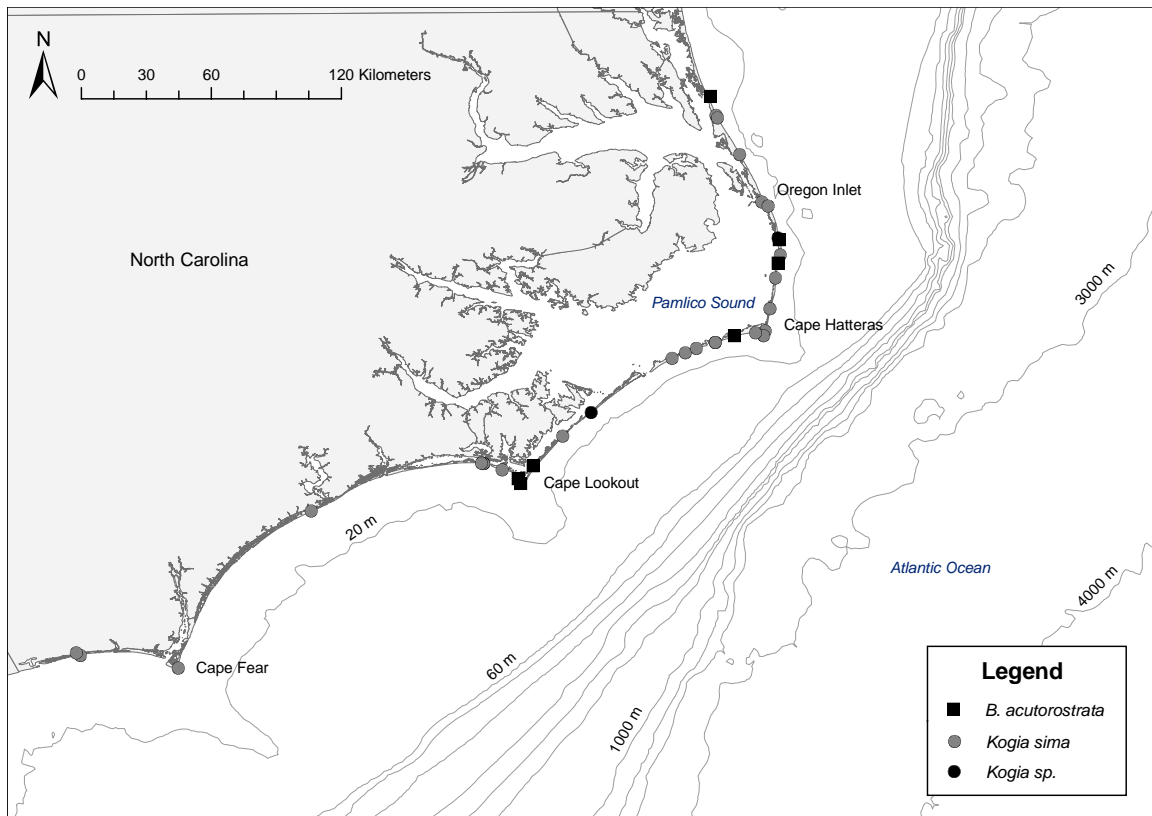 N
0 30 60 120 Kilometers
Oregon Inlet
North Carolina
3000 m
Pamlico Sound
Cape Hatteras
Cape Lookout
20 m
Atlantic Ocean
4000 m
Cape Fear
60 m
1000 m
Legend
B. acutorostrata
Kogia sima
Kogia sp.